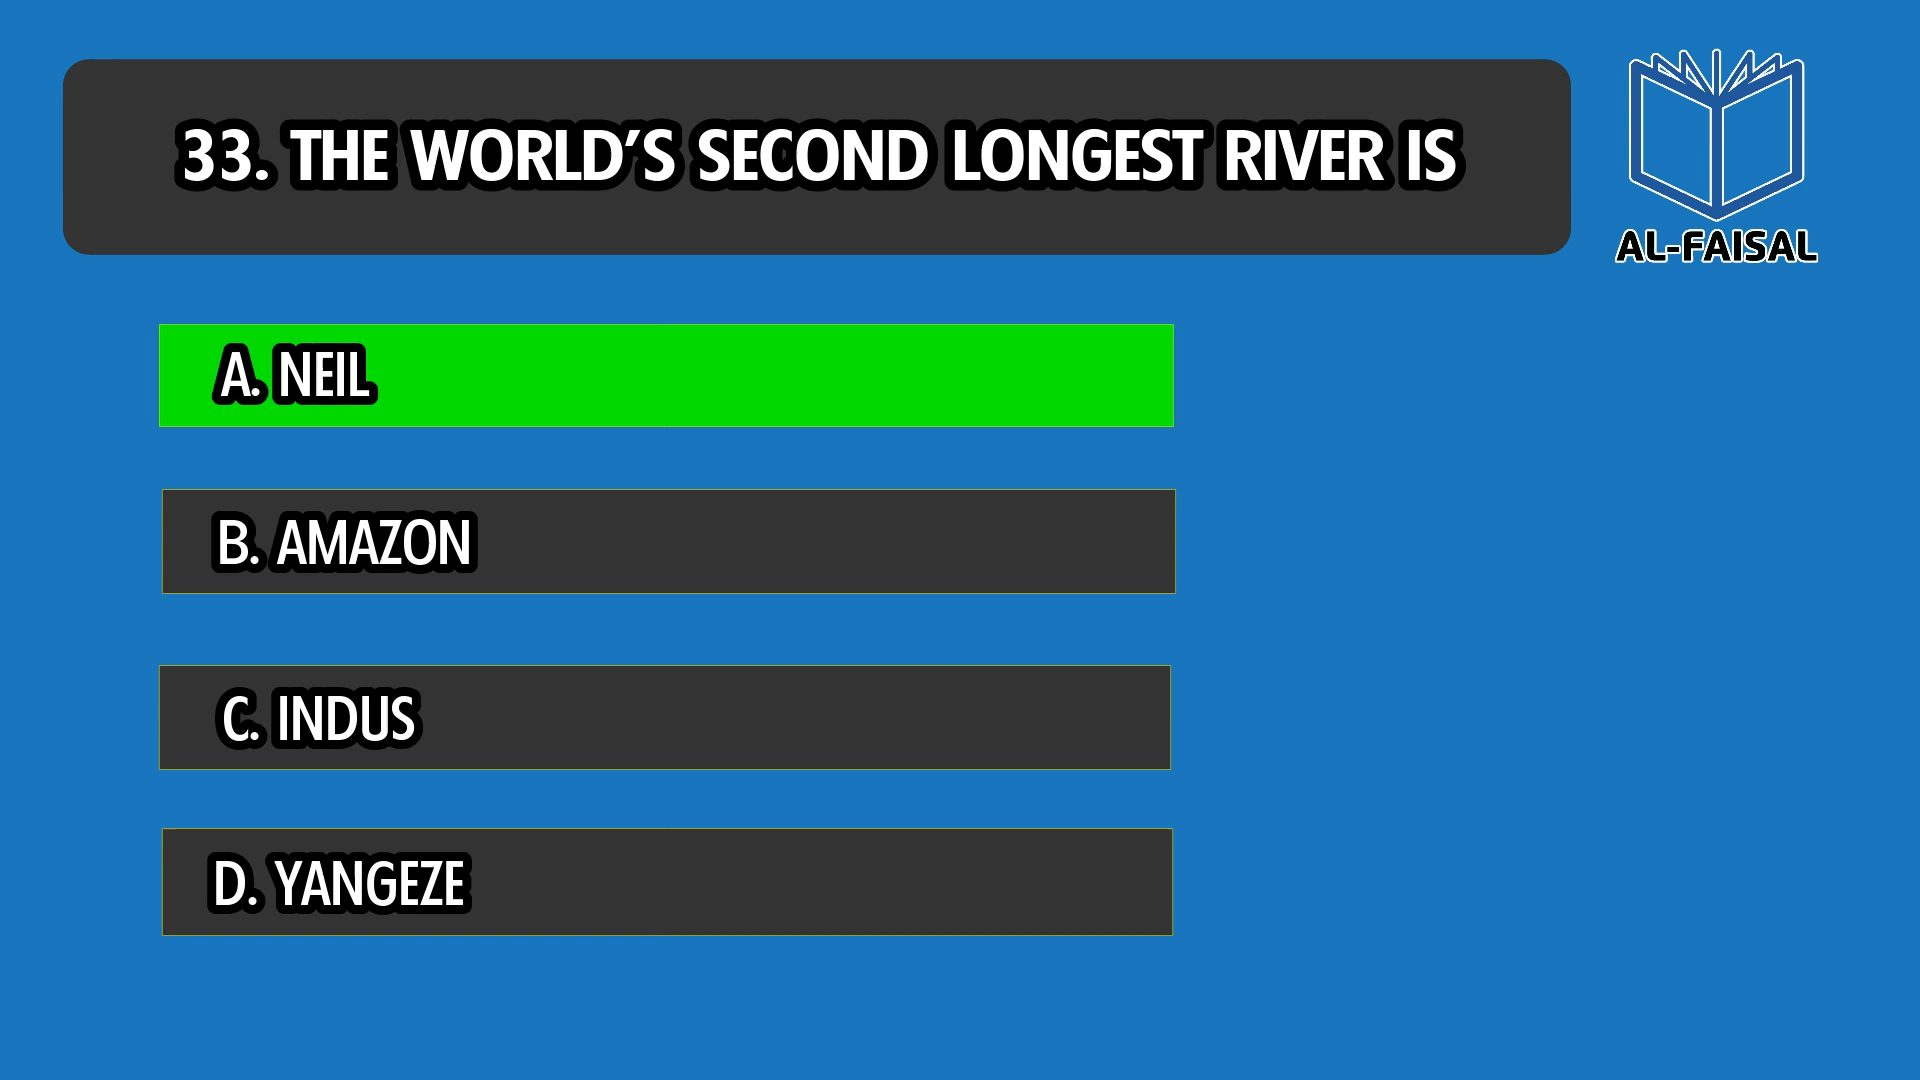 33. THE WORLD’S SECOND LONGEST RIVER IS
AL-FAISAL
A. NEIL
B. AMAZON
C. INDUS
D. YANGEZE